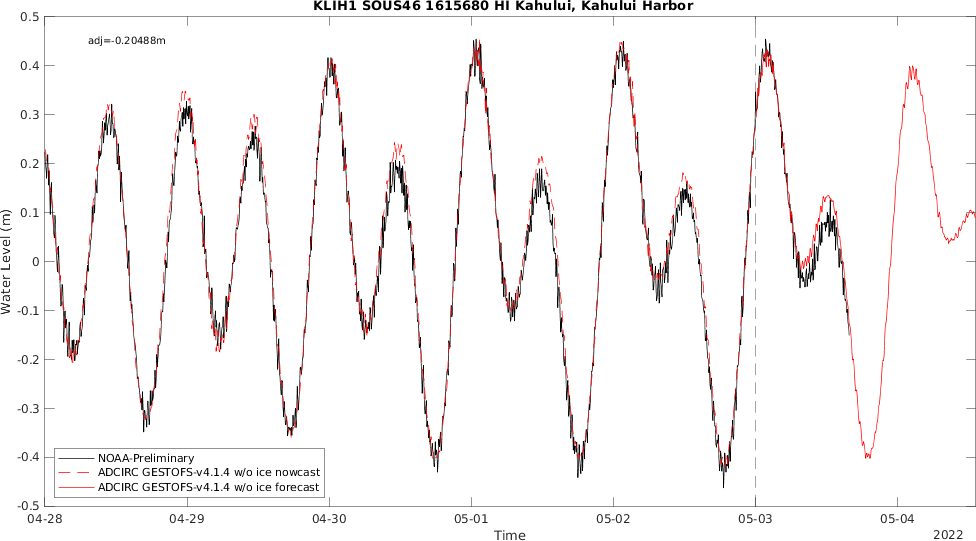 KLIH1 SOUS46 1615680 HI Kahului, Kahului Harbor
0.5
adj=-0.20488m
0.4
0.3
0.2
0.1
0
-0.1
-0.2
-0.3
-0.4
-0.5
Water Level (m)
NOAA-Preliminary
ADCIRC GESTOFS-v4.1.4 w/o ice nowcast
ADCIRC GESTOFS-v4.1.4 w/o ice forecast
04-28 04-29 04-30 05-01 05-02 05-03 05-04
Time
2022